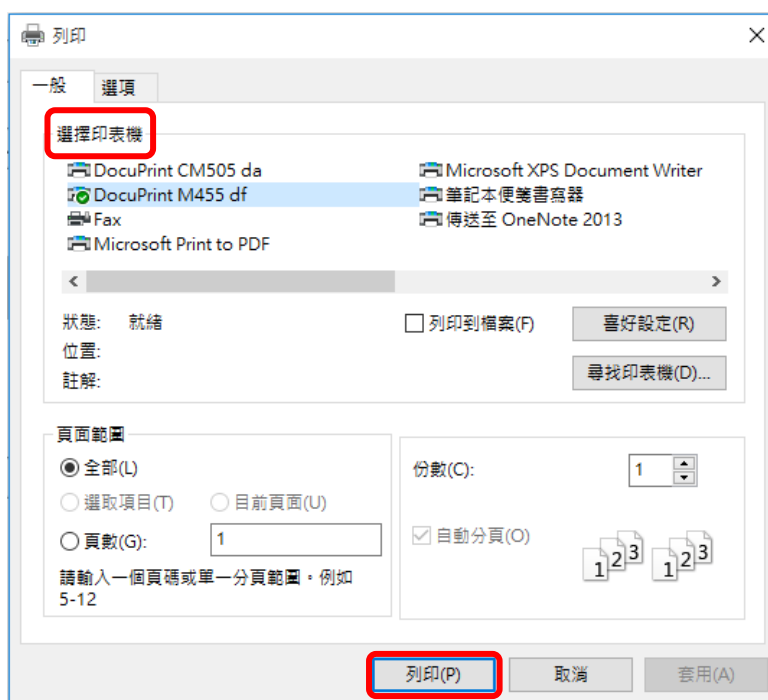 列印
一般 選項
選擇印表機
DocuPrint CM505 da Microsoft XPS Document Writer
DocuPrint M455 df 筆記本便箋書寫器
Fax 傳送至 OneNote 2013
Microsoft Print to PDF
狀態: 就緒 列印到檔案(F) 喜好設定(R)
位置:
註解: 尋找印表機(D)...
頁面範圍
全部(L) 份數(C): 1
選取項目(T) 目前頁面(U)
頁數(G): 1 自動分頁(O)
1 2 3 1 2 3
請輸入一個頁碼或單一分頁範圍。例如
5-12
列印(P) 取消 套用(A)